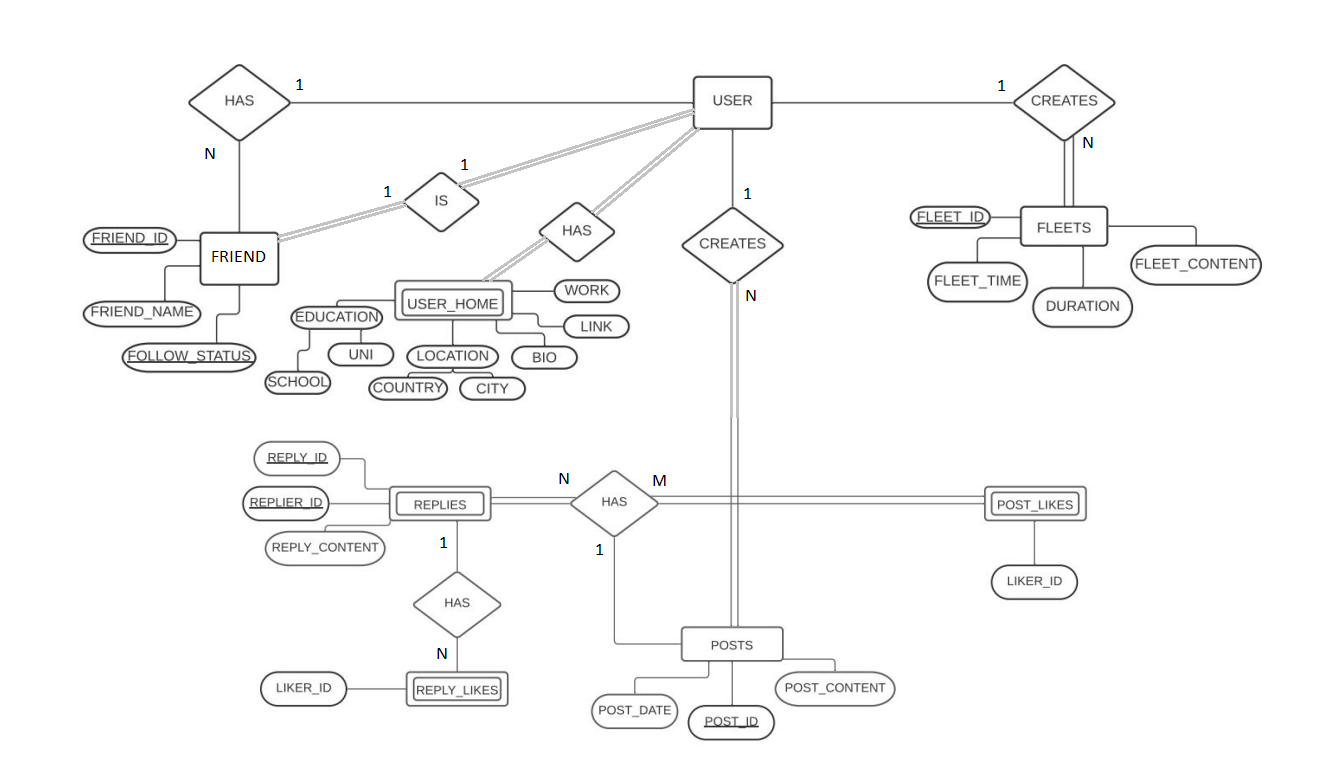 1
HAS
USER
1
CREATES
N
N
1
1
IS
1
FRIEND_ID
FRIEND
HAS
CREATES
FLEET_ID
FLEETS
FLEET_CONTENT
FRIEND_NAME
USER_HOME
WORK
FLEET_TIME
DURATION
EDUCATION
LINK
N
FOLLOW_STATUS
UNI
LOCATION
BIO
SCHOOL
COUNTRY
CITY
REPLY_ID
N
M
REPLIER_ID
REPLIES
HAS
POST_LIKES
REPLY_CONTENT
1
1
LIKER_ID
HAS
N
POSTS
LIKER_ID
REPLY_LIKES
POST_CONTENT
POST_DATE
POST_ID